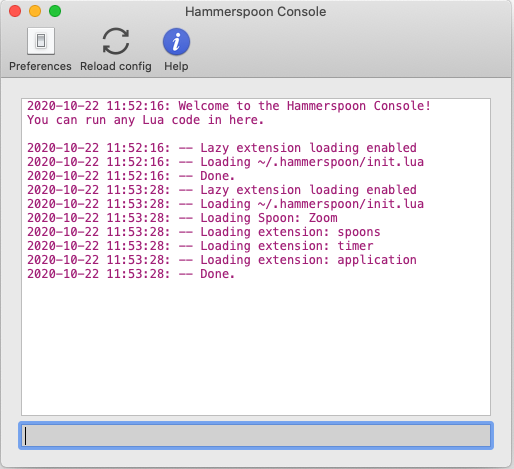 Hammerspoon Console
Preferences Reload config Help
2020-10-22 11:52:16: Welcome to the Hammerspoon Console!
You can run any Lua code in here.
2020-10-22 11:52:16: -- Lazy extension loading enabled
2020-10-22 11:52:16: -- Loading ~/.hammerspoon/init.lua
2020-10-22 11:52:16: -- Done.
2020-10-22 11:53:28: -- Lazy extension loading enabled
2020-10-22 11:53:28: -- Loading ~/.hammerspoon/init.lua
2020-10-22 11:53:28: -- Loading Spoon: Zoom
2020-10-22 11:53:28: -- Loading extension: spoons
2020-10-22 11:53:28: -- Loading extension: timer
2020-10-22 11:53:28: -- Loading extension: application
2020-10-22 11:53:28: -- Done.